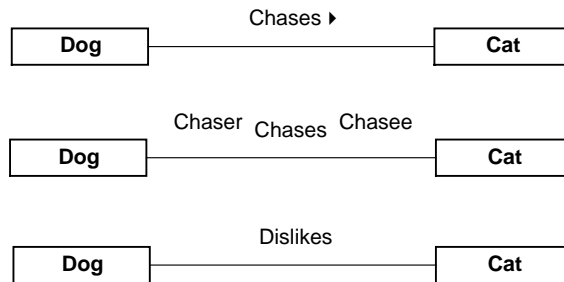 Chases ▸
Dog Cat
Chaser Chases Chasee
Dog Cat
Dislikes
Dog Cat